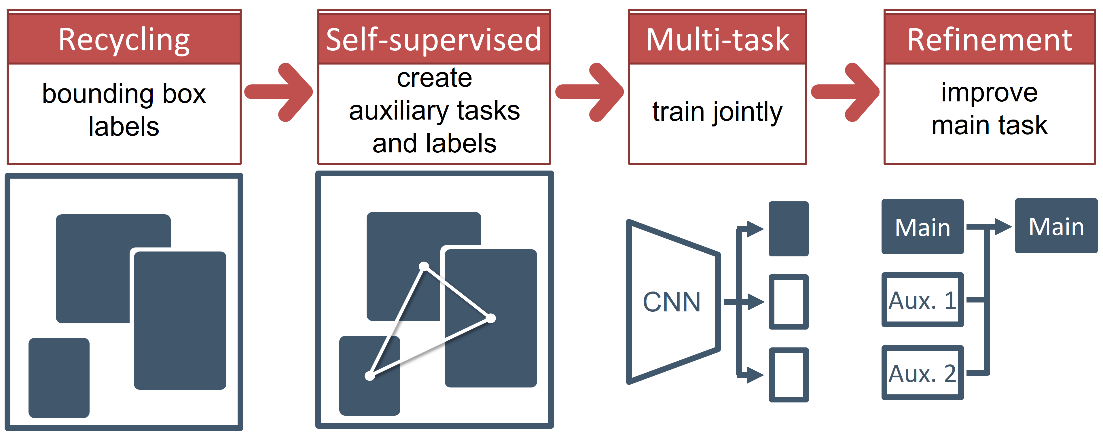 Recycling
bounding box
labels
Self-supervised
create
auxiliary tasks
and labels
Multi-task
train jointly
Refinement
improve
main task
CNN
Main
Main
Aux. 1
Aux. 2